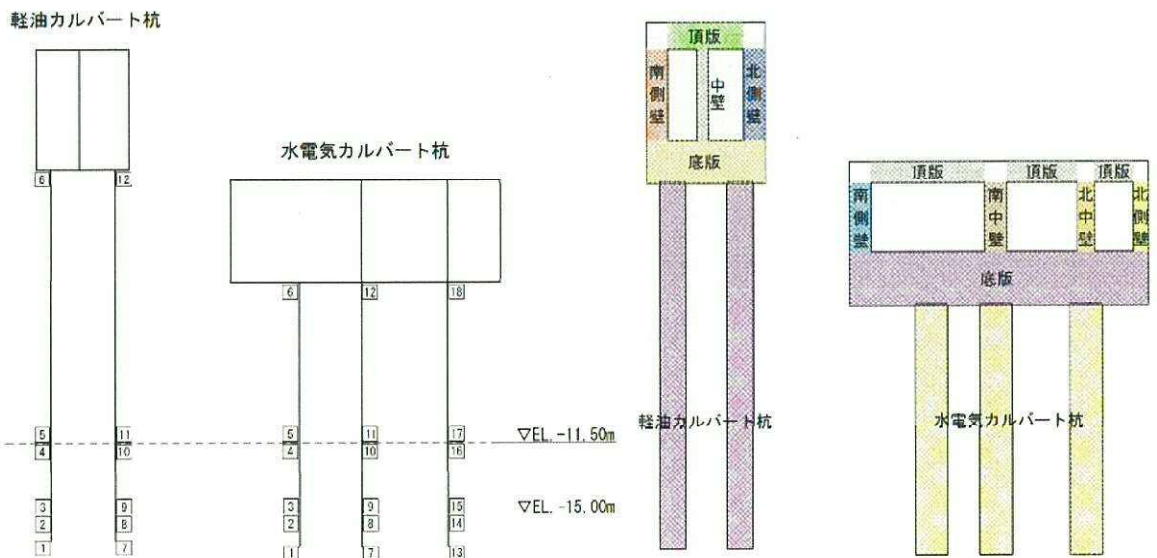 軽油カルバート杭
6
12
5
11
4
10
3
9
2
8
1
7
水電気カルバート杭
6
12
18
5
11
17
▽EL.-11.50m
4
10
16
3
9
15
▽EL.-15.00m
2
8
14
1
7
13
頂版
南側壁
中壁
北側壁
底版
軽油カルバート杭
頂版
頂版
頂版
南側壁
南中壁
北中壁
北側壁
底版
水電気カルバート杭